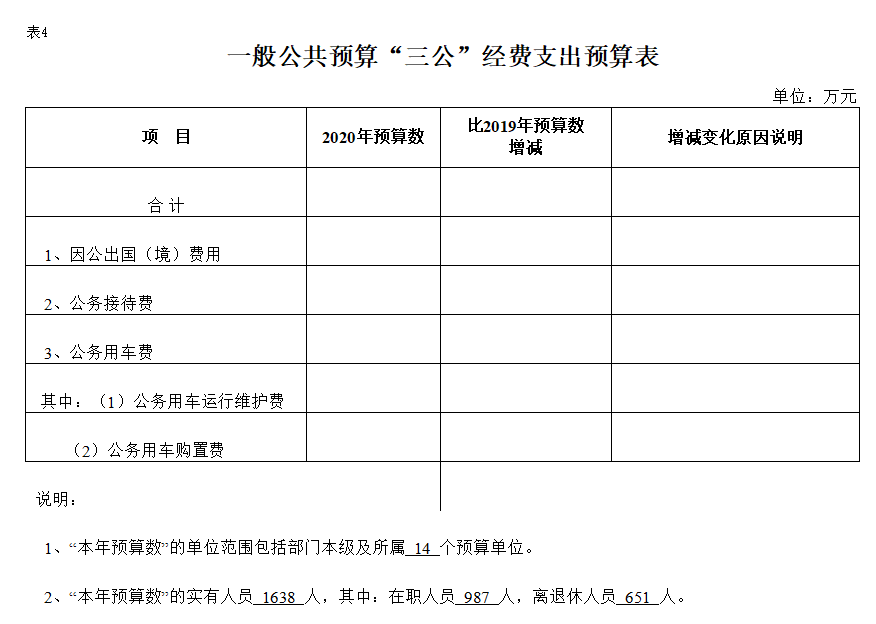 表4
一般公共预算“三公”经费支出预算表
单位：万元
项　目　2020年预算数　比2019年预算数增减　增减变化原因说明
合 计
1、因公出国（境）费用
2、公务接待费
3、公务用车费
其中：（1）公务用车运行维护费
（2）公务用车购置费
说明：
1、“本年预算数”的单位范围包括部门本级及所属 14 个预算单位。
2、“本年预算数”的实有人员 1638 人，其中：在职人员 987 人，离退休人员 651 人。